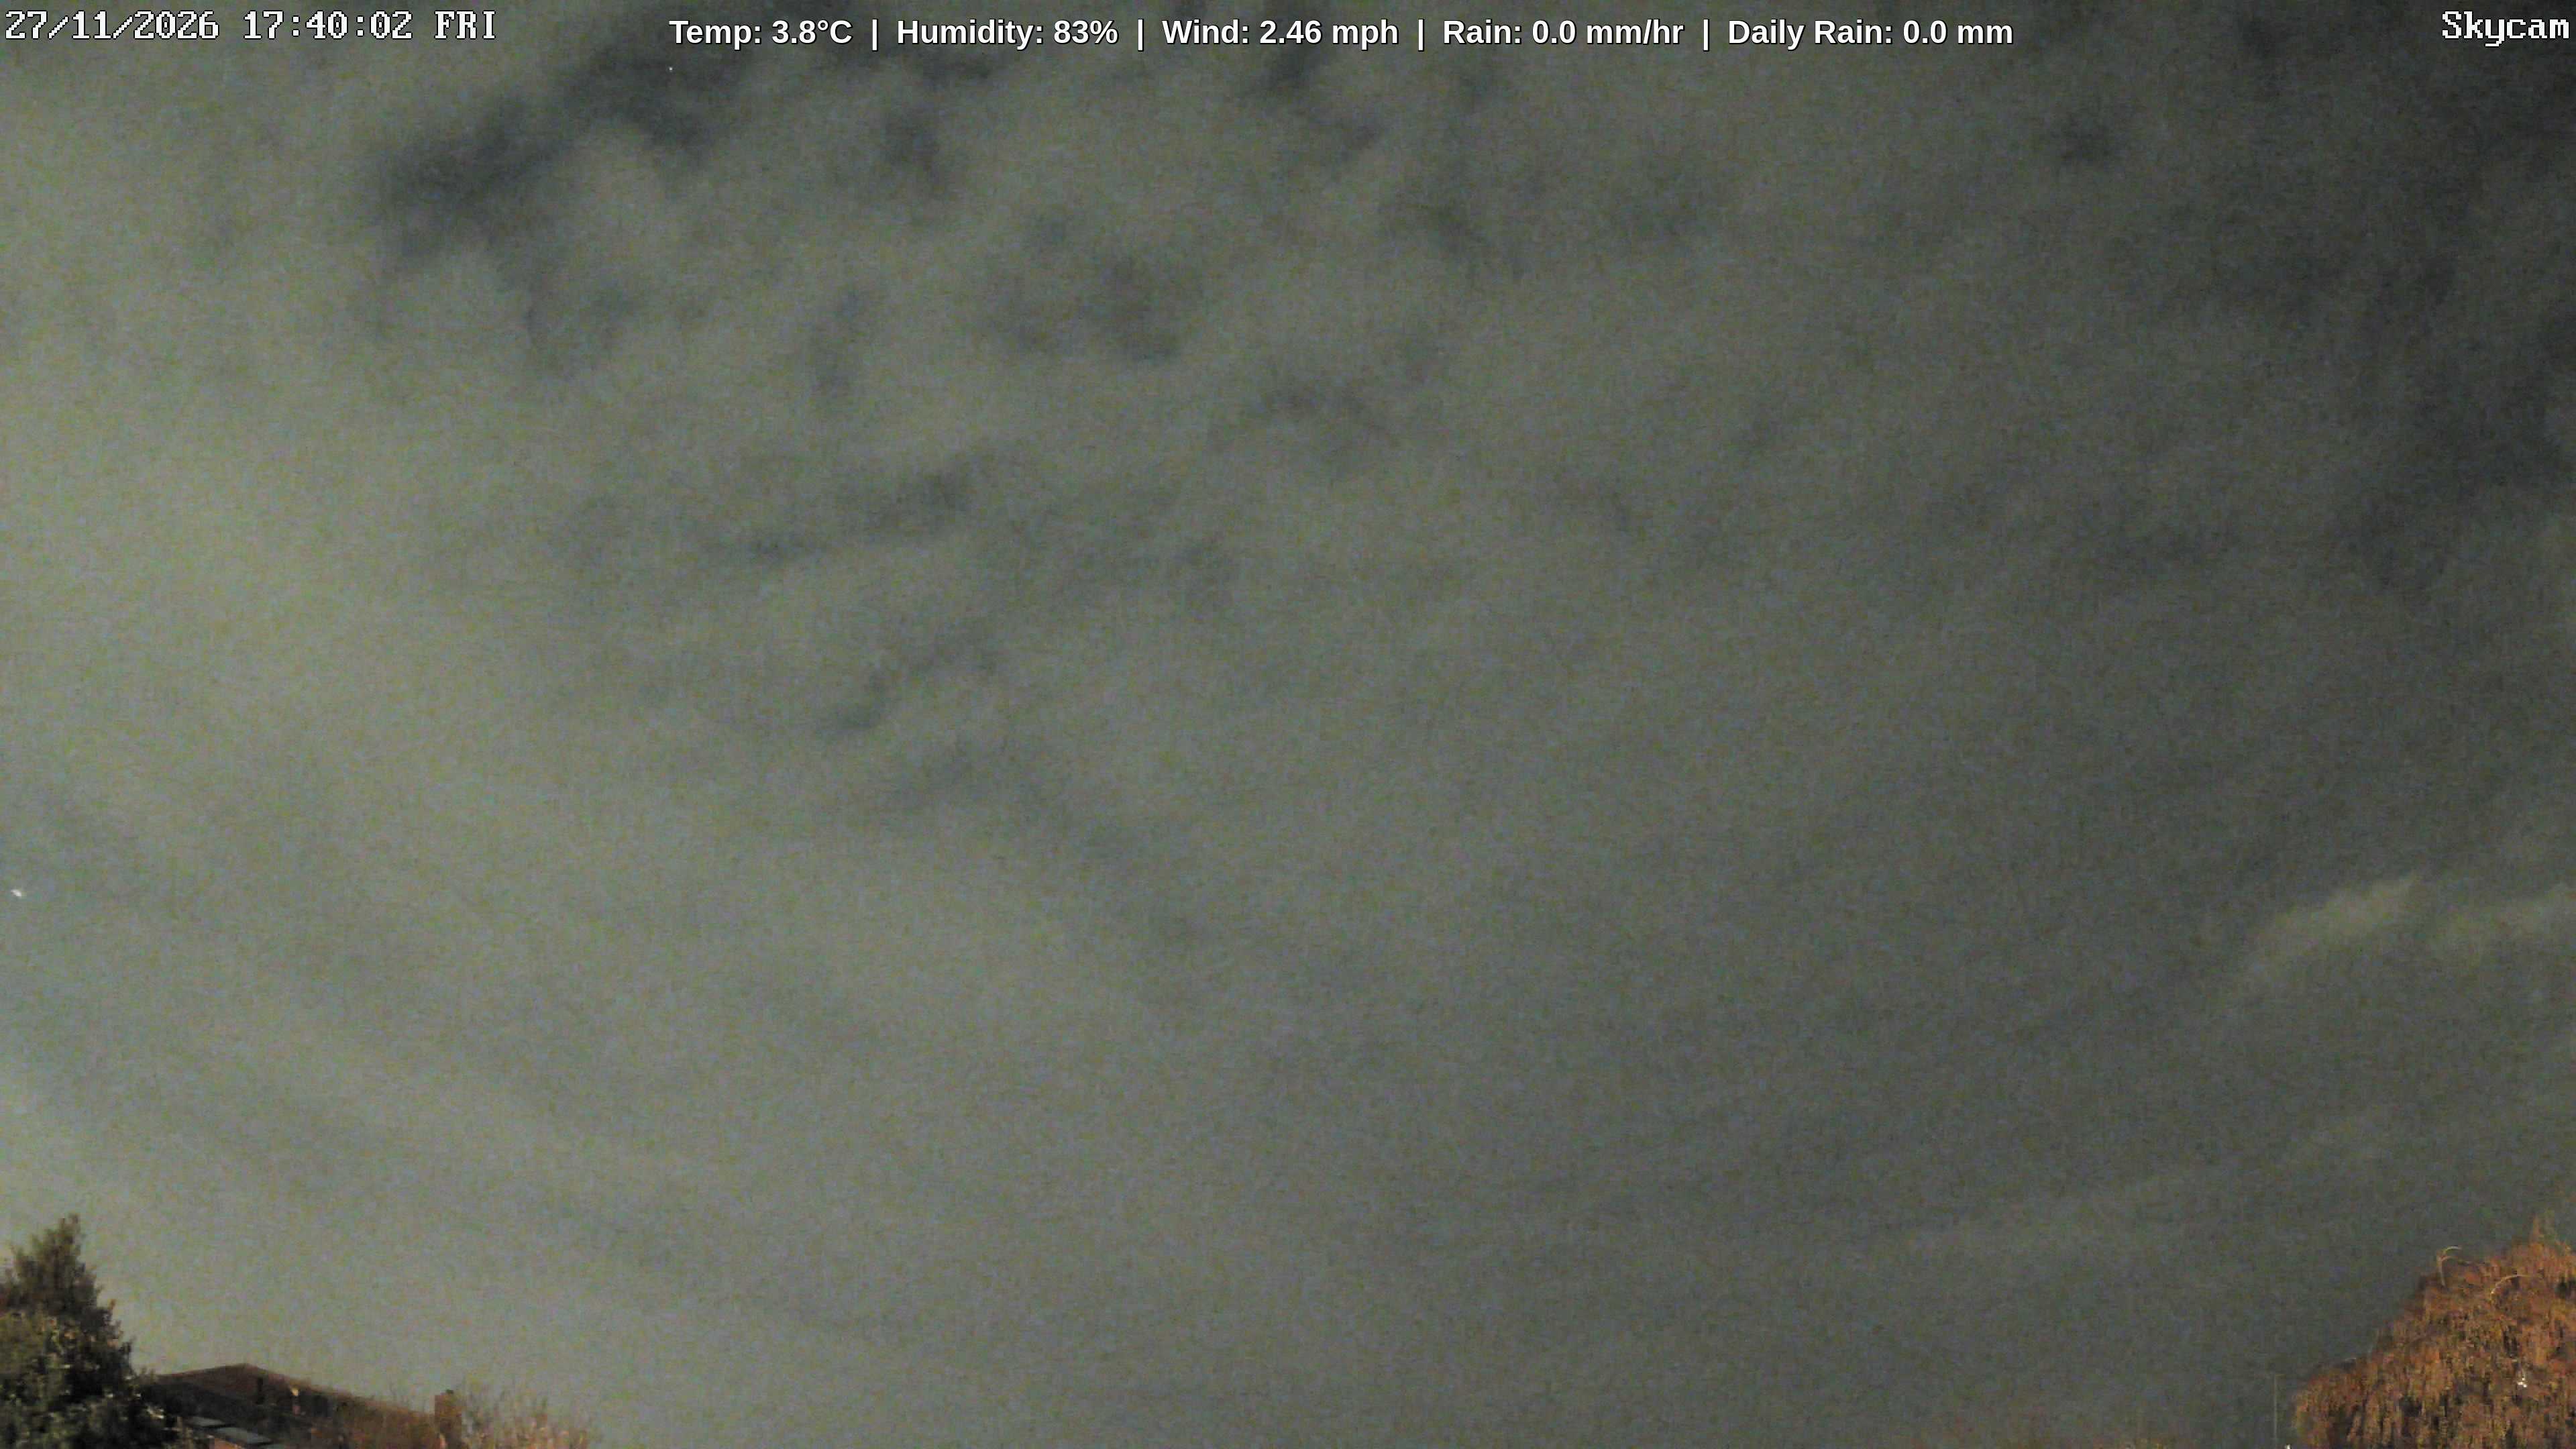 27/11/2026 17:40:02 FRI
Temp: 3.8°C | Humidity: 83% | Wind: 2.46 mph | Rain: 0.0 mm/hr | Daily Rain: 0.0 mm
Skycam